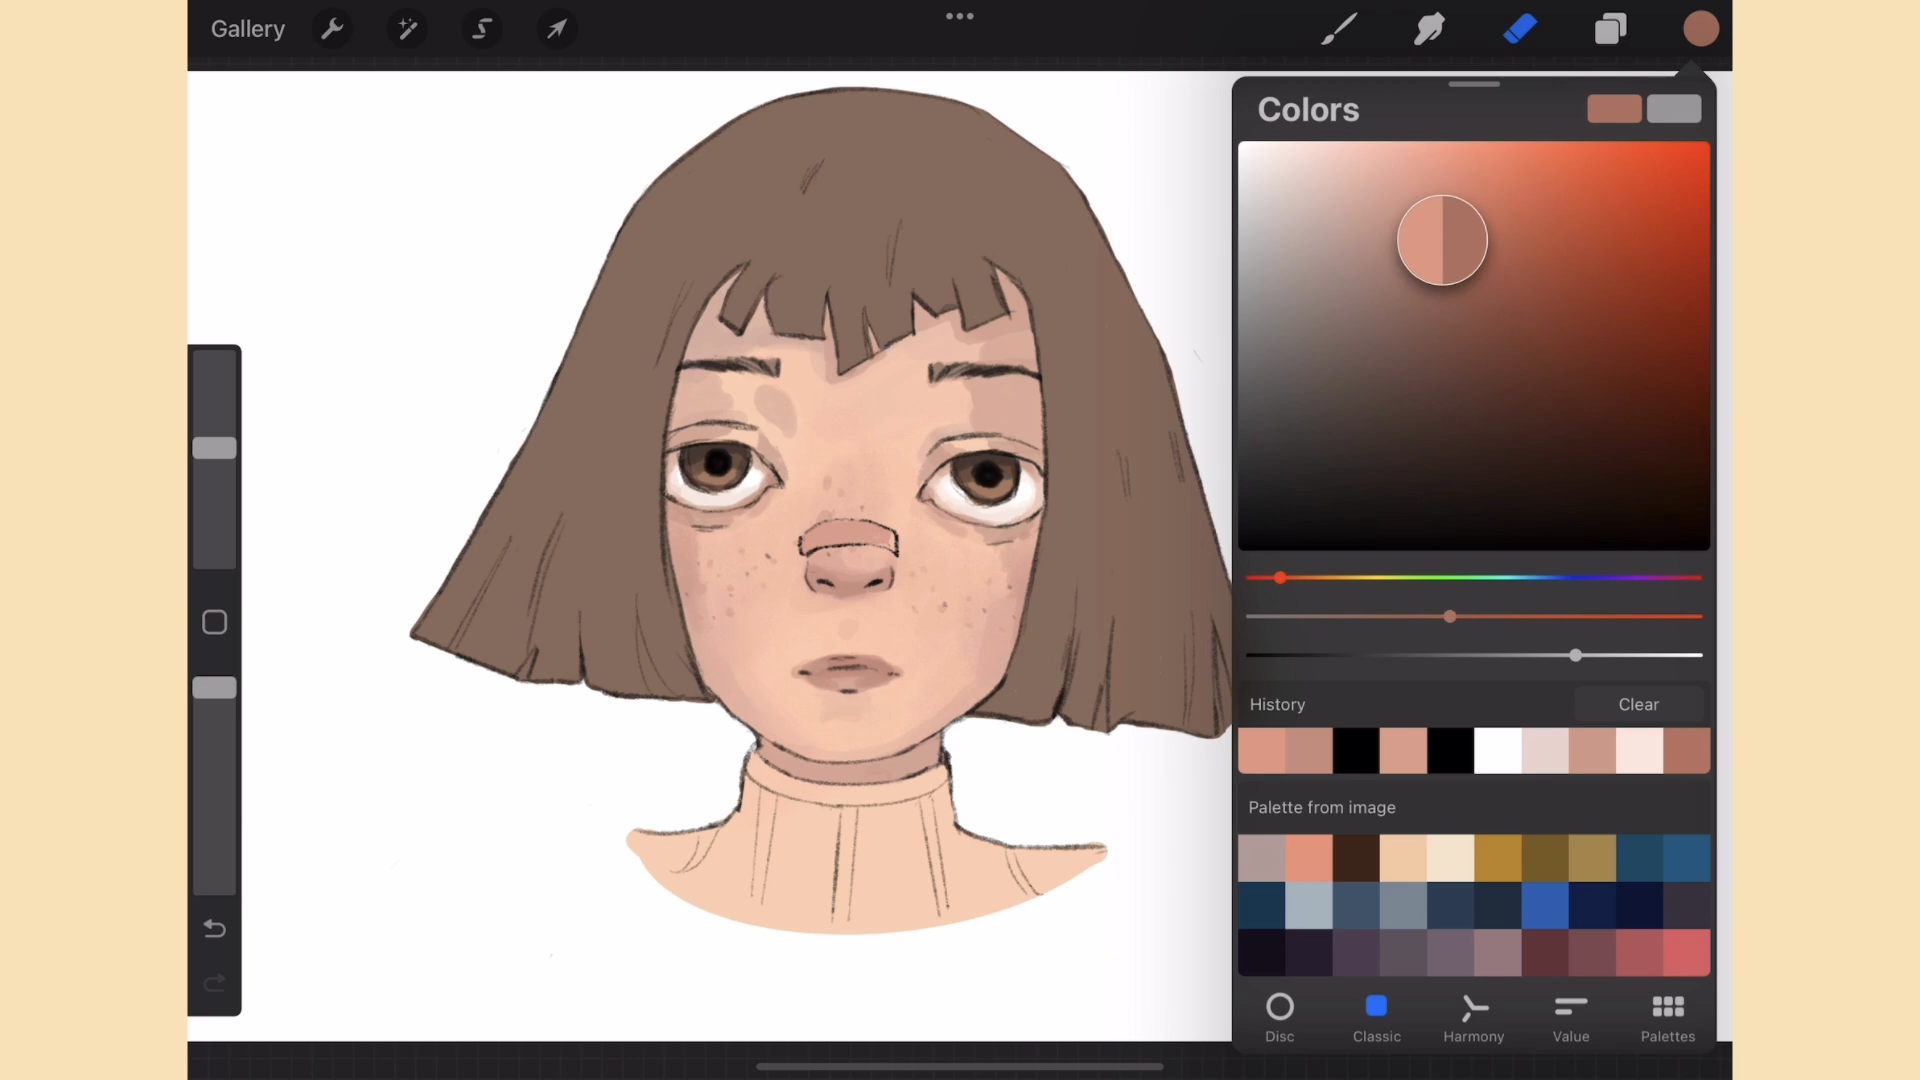 Gallery
Colors
History
Clear
Palette from image
Disc
Classic
Harmony
Value
Palettes